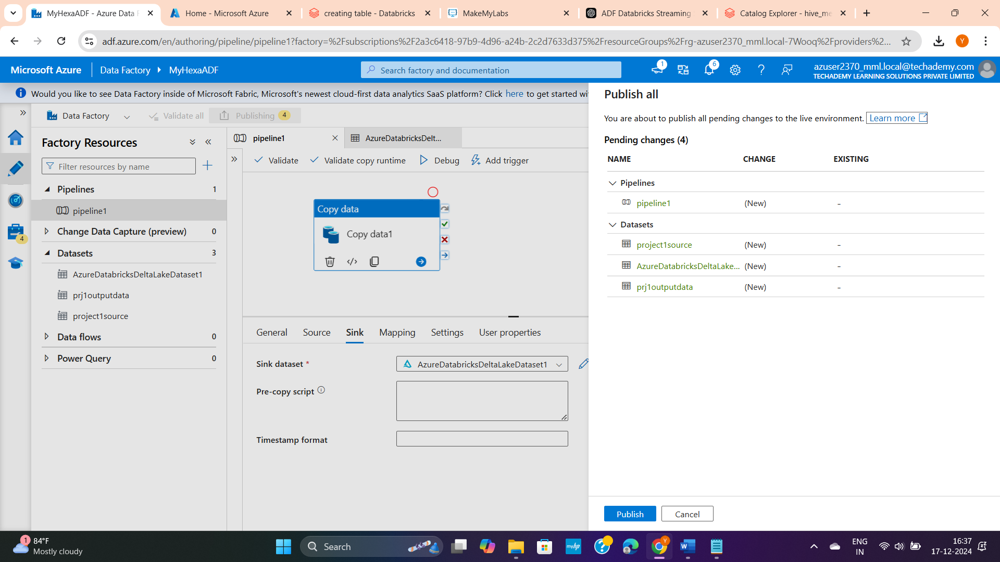 MyHexaADF - Azure Data F
Home - Microsoft Azure
creating table - Databricks
MakeMyLabs
ADF Databricks Streaming
Catalog Explorer - hive_me
adf.azure.com/en/authoring/pipeline/pipeline1?factory=%2Fsubscriptions%2F2a3c6418-97b9-4d96-a24b-2c2d7633d375%2FresourceGroups%2Frg-azuser2370_mml.local-7Wooq%2Fproviders%2...
Y
Microsoft Azure
Data Factory
MyHexaADF
Search factory and documentation
1
6
azuser2370_mml.local@techademy.com
TECHADEMY LEARNING SOLUTIONS PRIVATE LIMITED
Would you like to see Data Factory inside of Microsoft Fabric, Microsoft's newest cloud-first data analytics SaaS platform? Click here to get started wi
Data Factory
Validate all
Publishing 4
Factory Resources
Filter resources by name
Pipelines 1
pipeline1
Change Data Capture (preview) 0
Datasets 3
AzureDatabricksDeltaLakeDataset1
prj1outputdata
project1source
Data flows 0
Power Query 0
4
pipeline1
AzureDatabricksDelt...
Validate
Validate copy runtime
Debug
Add trigger
Copy data
Copy data1
General
Source
Sink
Mapping
Settings
User properties
Sink dataset *
AzureDatabricksDeltaLakeDataset1
Pre-copy script
Timestamp format
Publish all
You are about to publish all pending changes to the live environment. Learn more
Pending changes (4)
NAME CHANGE EXISTING
Pipelines
pipeline1 (New) -
Datasets
project1source (New) -
AzureDatabricksDeltaLake... (New) -
prj1outputdata (New) -
Publish
Cancel
1
84°F
Mostly cloudy
Search
myhp
Y
W
ENG
IN
16:37
17-12-2024